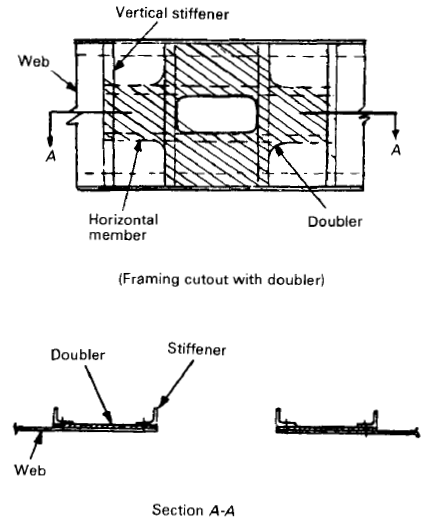 Vertical stiffener
Web
A
A
Horizontal
member
Doubler
(Framing cutout with doubler)
Doubler
Stiffener
Web
Section A-A